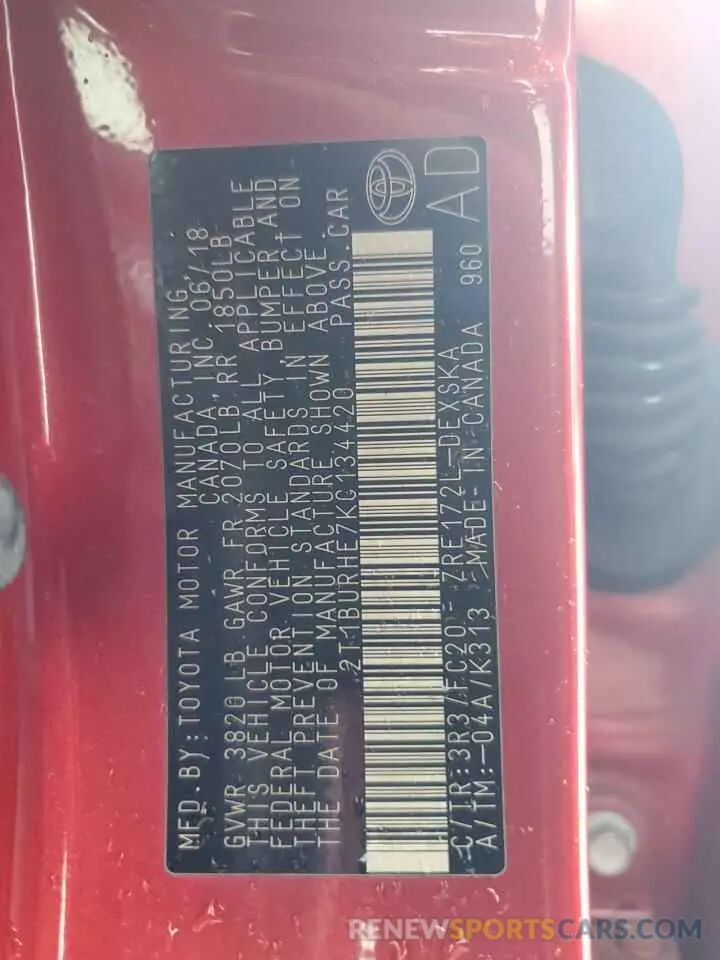 MFD.BY:TOYOTA MOTOR MANUFACTURING,
CANADA, INC. 06/18
GVWR 3820 LB GAWR FR 2070LB RR 1850LB
THIS VEHICLE CONFORMS TO ALL APPLICABLE
FEDERAL MOTOR VEHICLE SAFETY BUMPER AND
THEFT PREVENTION STANDARDS IN EFFECT ON
THE DATE OF MANUFACTURE SHOWN ABOVE.
2T1BURHE7KC134420 PASS.CAR
C/TR:3R3/FC20 ZRE172L-DEXSKA
A/TM:-04A/K313 MADE IN CANADA 960
AD
RENEWSPORTSCARS.COM